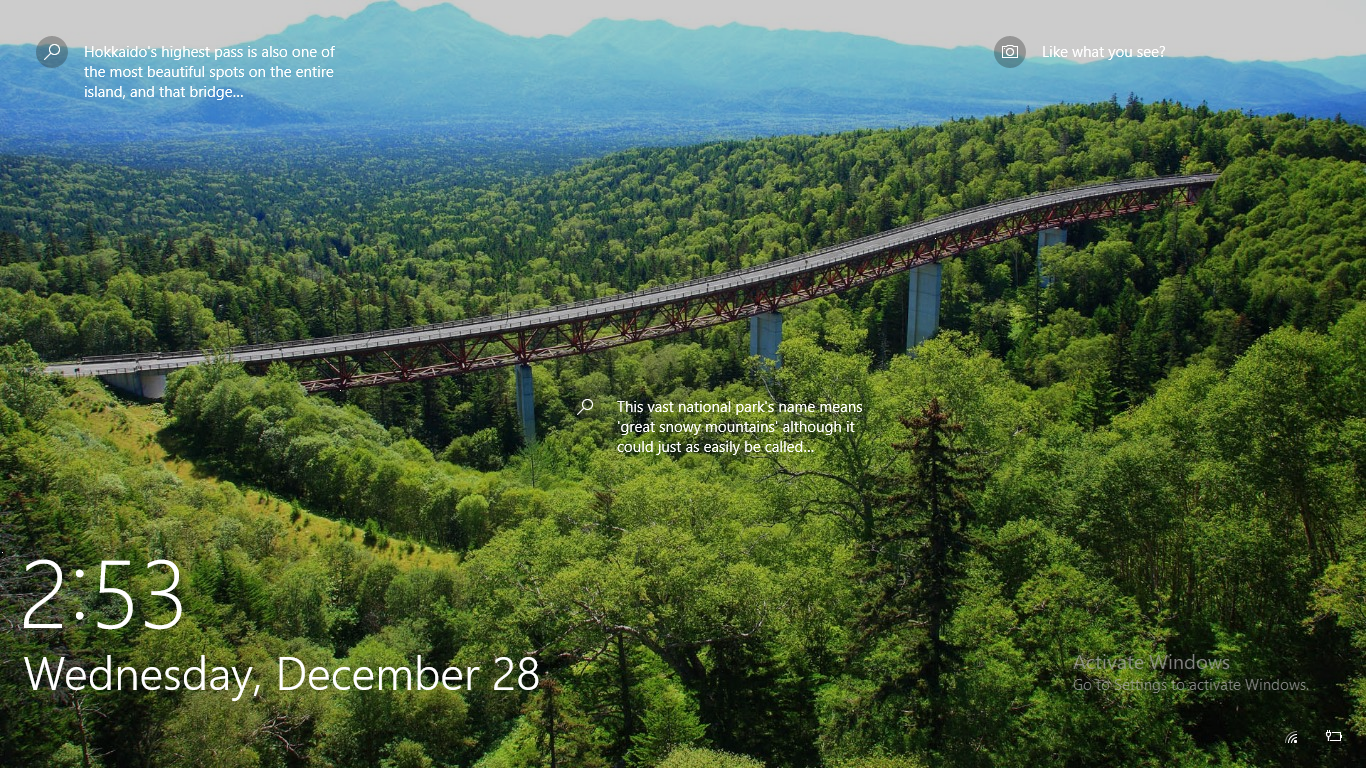 Hokkaido's highest pass is also one of
the most beautiful spots on the entire
island, and that bridge...
Like what you see?
This vast national park's name means
'great snowy mountains' although it
could just as easily be called...
2:53
Wednesday, December 28
Activate Windows
Go to Settings to activate Windows.